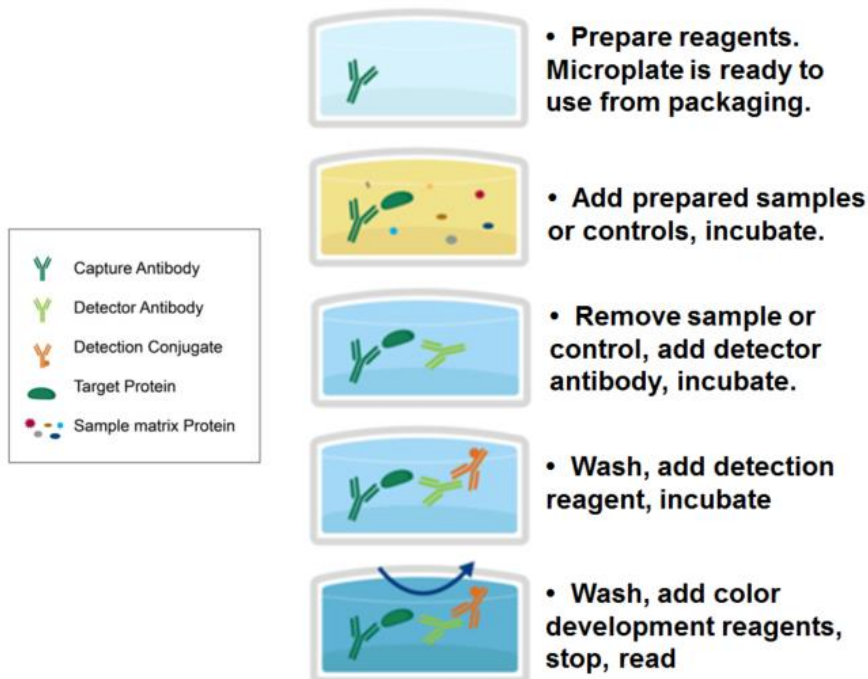 • Prepare reagents.
Microplate is ready to
use from packaging.
• Add prepared samples
or controls, incubate.
Capture Antibody
Detector Antibody
Detection Conjugate
Target Protein
Sample matrix Protein
• Remove sample or
control, add detector
antibody, incubate.
• Wash, add detection
reagent, incubate
• Wash, add color
development reagents,
stop, read